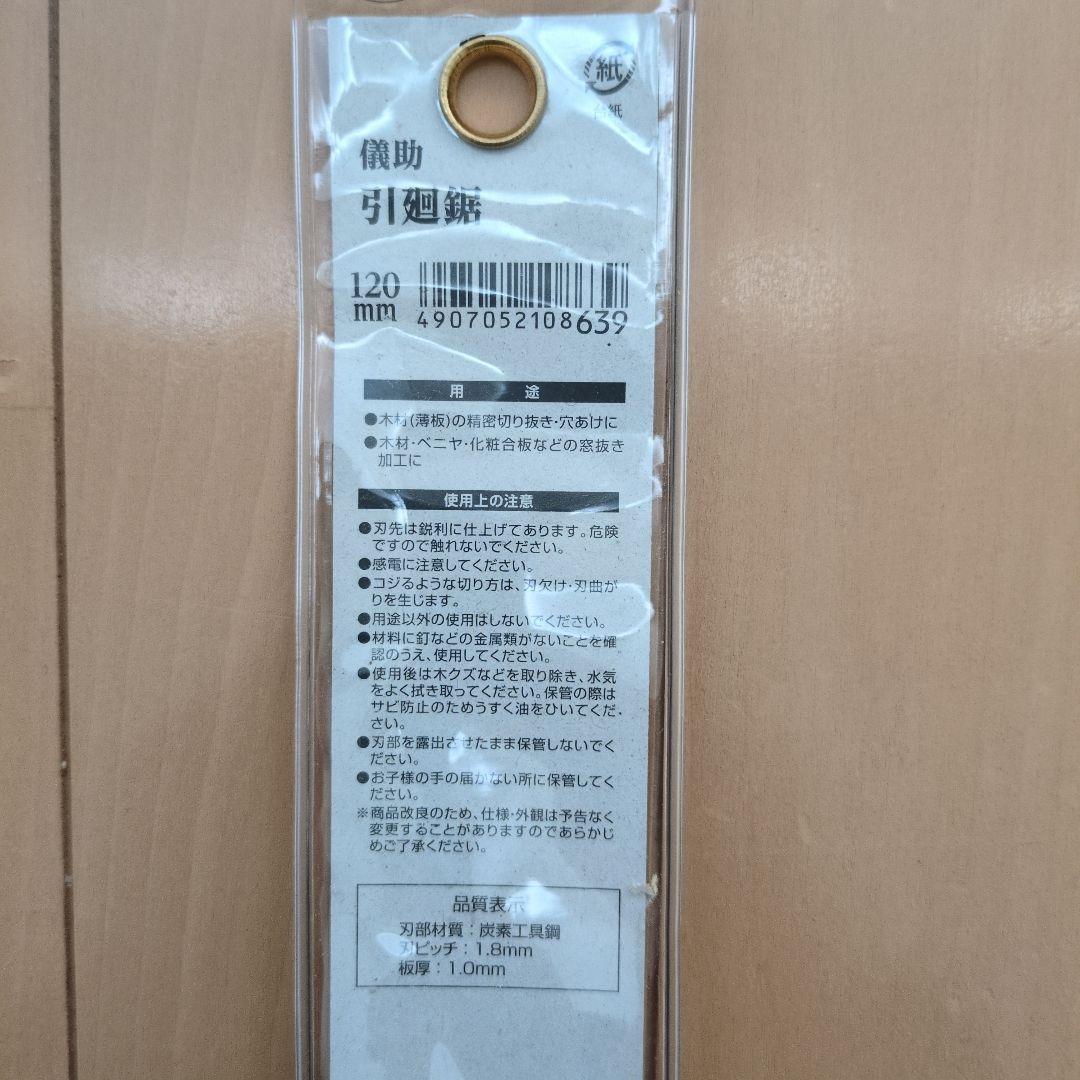 紙
台紙
儀助
引廻鋸
120
mm
4907052108639
用 途
●木材(薄板)の精密切り抜き・穴あけに
●木材・ベニヤ・化粧合板などの窓抜き
加工に
使用上の注意
●刃先は鋭利に仕上げてあります。危険
ですので触れないでください。
●感電に注意してください。
●コジるような切り方は、刃欠け・刃曲が
りを生じます。
●用途以外の使用はしないでください。
●材料に釘などの金属類がないことを確
認のうえ、使用してください。
●使用後は木クズなどを取り除き、水気
をよく拭き取ってください。保管の際は
サビ防止のためうすく油をひいてくだ
さい。
●刃部を露出させたまま保管しないでく
ださい。
●お子様の手の届かない所に保管してく
ださい。
※商品改良のため、仕様・外観は予告なく
変更することがありますのであらかじ
めご了承ください。
品質表示
刃部材質：炭素工具鋼
刃ピッチ：1.8mm
板厚：1.0mm